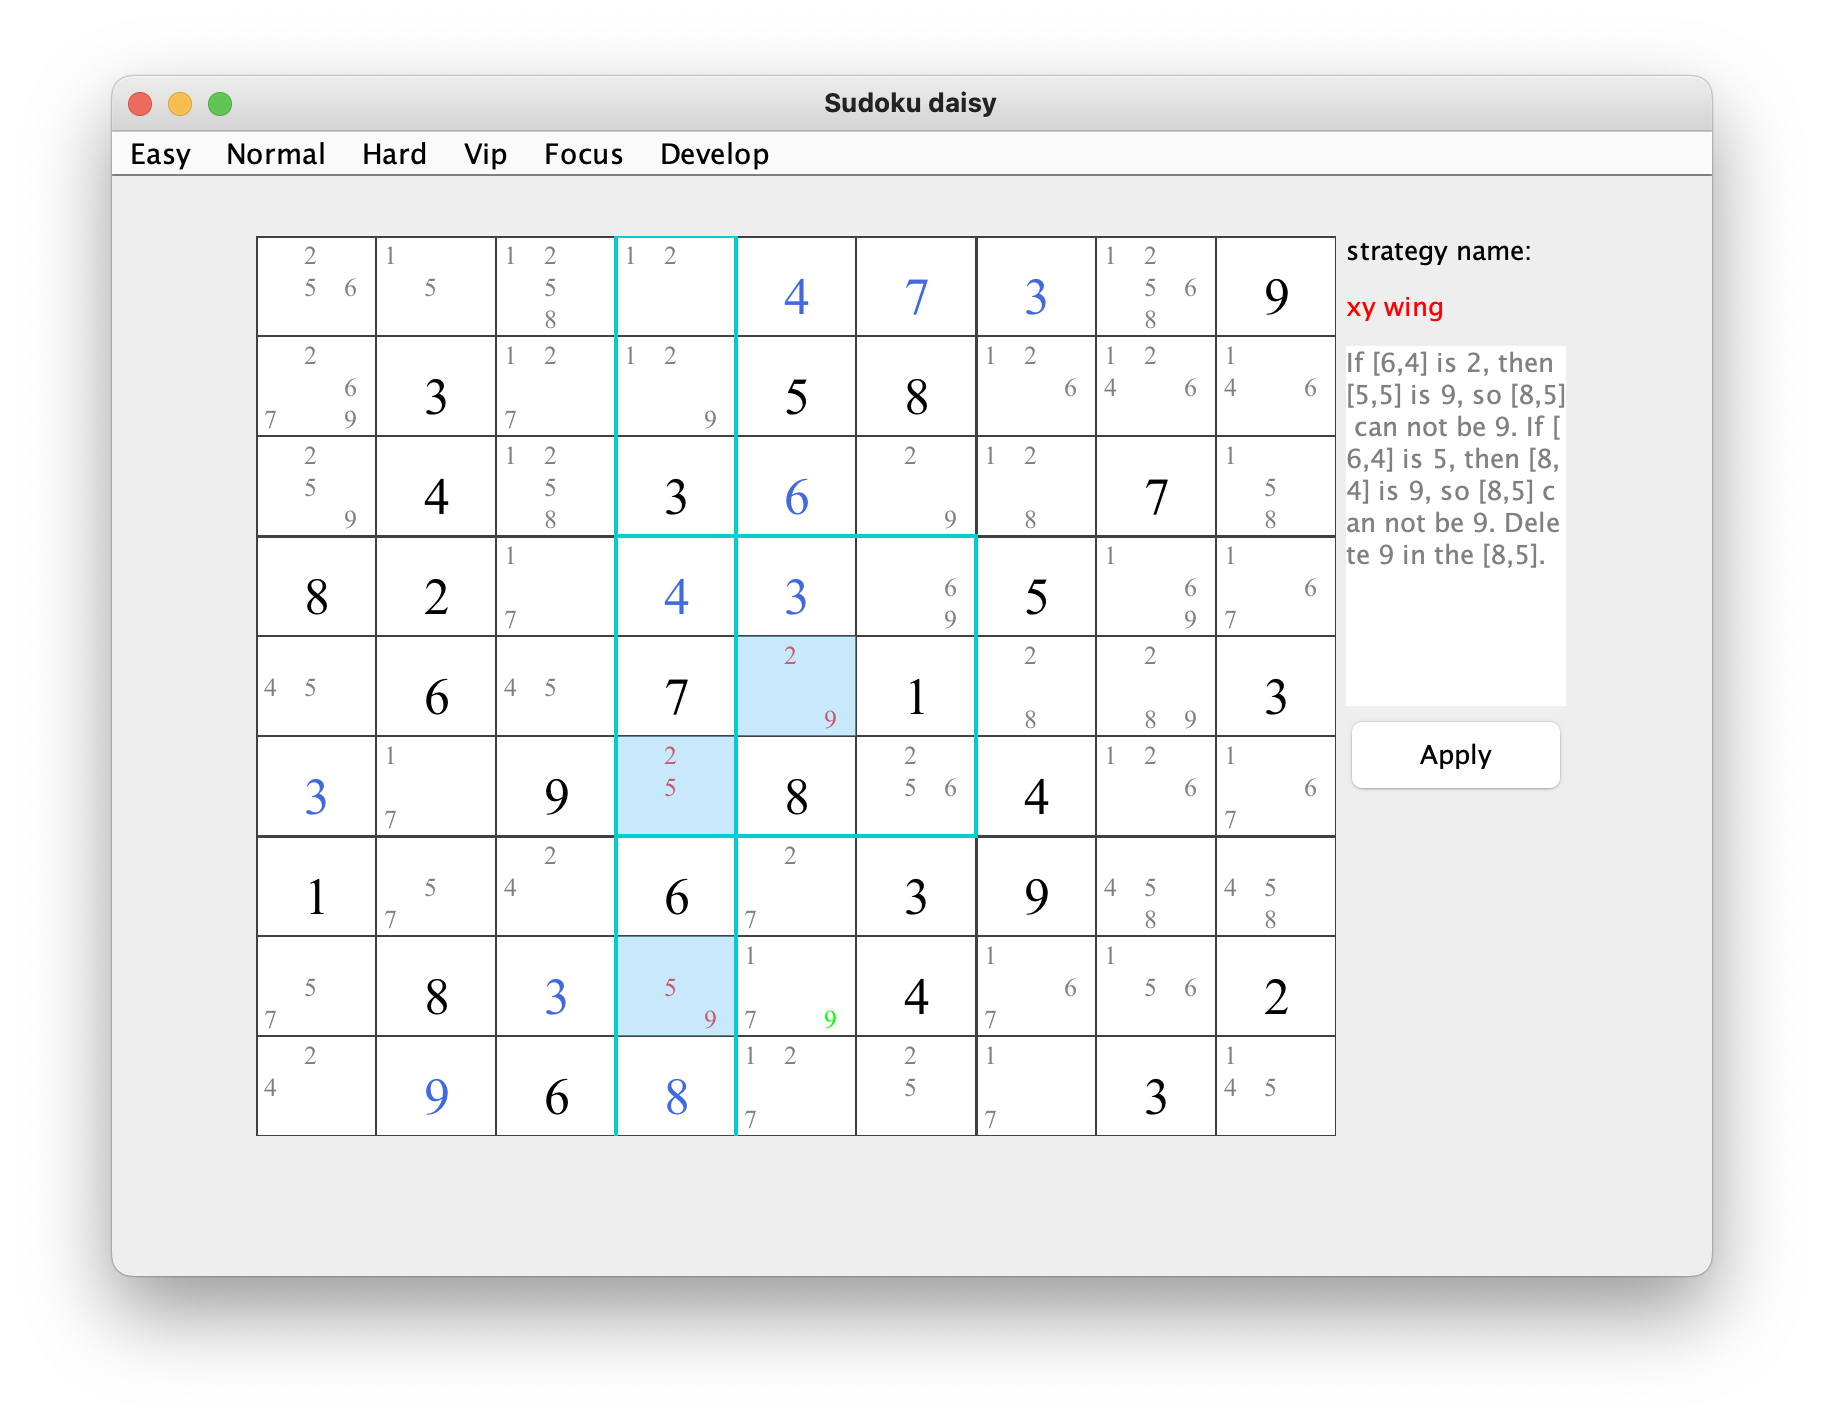 Sudoku daisy
Easy Normal Hard Vip Focus Develop
2 1 1 2 1 2 1 2
5 6 5 5 4 7 3 5 6 9
8 8
2 1 2 1 2 1 2 1 2 1
6 3 5 8 6 4 6 4 6
7 9 7 9
2 1 2 2 1 2 1
5 4 5 3 6 7 5
9 8 9 8 8
1 1 1
8 2 4 3 6 5 6 6
7 9 9 7
2 2 2
4 5 6 4 5 7 1 3
9 8 8 9
1 2 2 1 2 1
3 9 5 8 5 6 4 6 6
7 7
2 2
1 5 4 6 3 9 4 5 4 5
7 7 8 8
1 1 1
5 8 3 5 4 6 5 6 2
7 9 7 9 7
2 1 2 2 1 1
4 9 6 8 5 3 4 5
7 7
strategy name:
xy wing
If [6,4] is 2, then
[5,5] is 9, so [8,5]
can not be 9. If [
6,4] is 5, then [8,
4] is 9, so [8,5] c
an not be 9. Dele
te 9 in the [8,5].
Apply